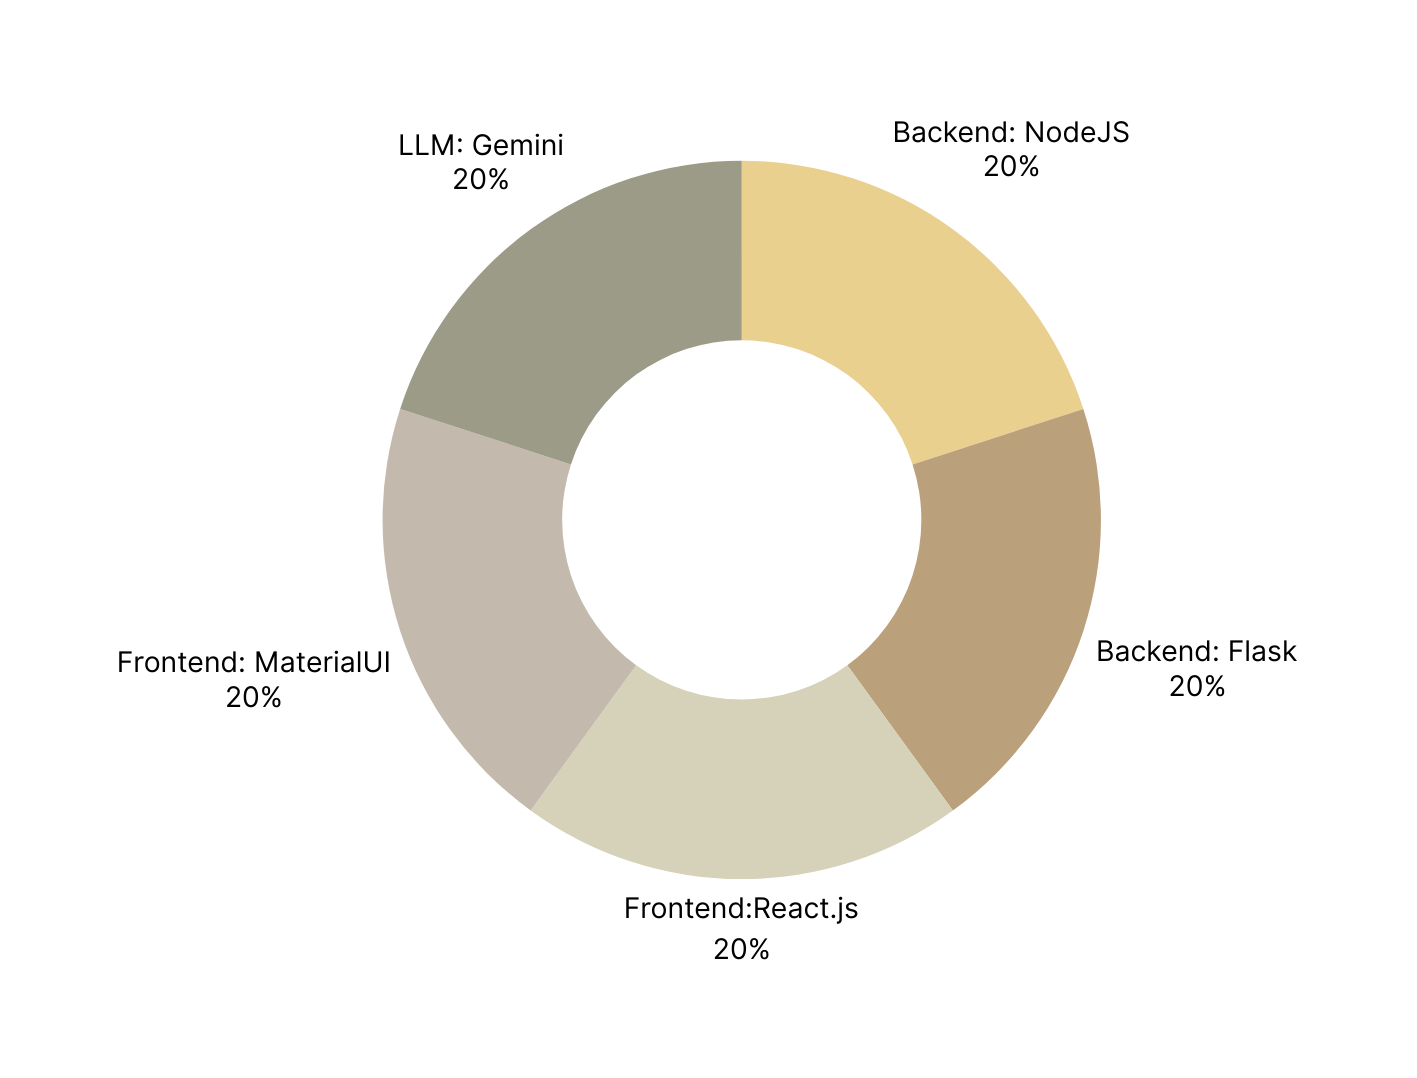 LLM: Gemini
20%
Backend: NodeJS
20%
Backend: Flask
20%
Frontend: MaterialUI
20%
Frontend:React.js
20%